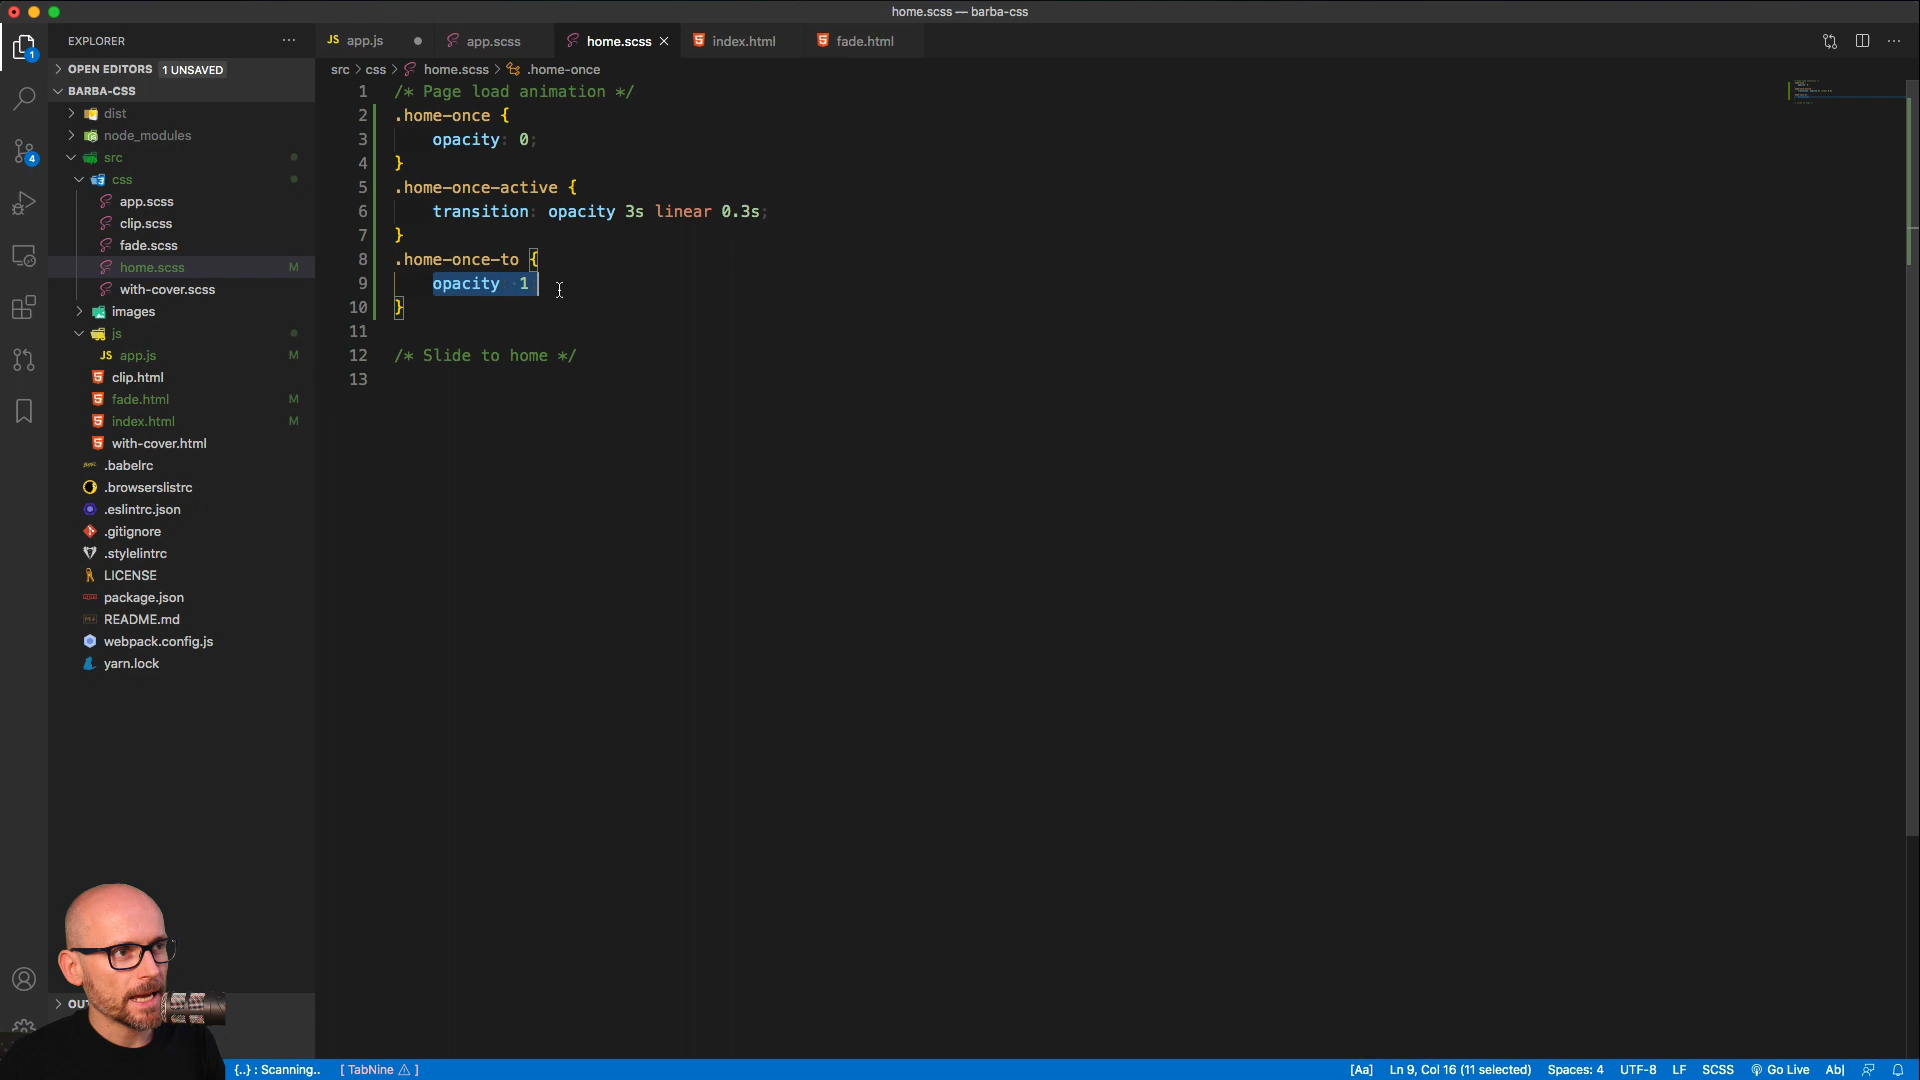 home.scss — barba-css
EXPLORER
JS app.js
app.scss
home.scss
index.html
fade.html
OPEN EDITORS 1 UNSAVED
src > css > home.scss > .home-once
BARBA-CSS
dist
node_modules
src
css
app.scss
clip.scss
fade.scss
home.scss M
with-cover.scss
images
js
JS app.js M
clip.html
fade.html M
index.html M
with-cover.html
.babelrc
.browserslistrc
.eslintrc.json
.gitignore
.stylelintrc
LICENSE
package.json
README.md
webpack.config.js
yarn.lock
1
4
1 /* Page load animation */
2 .home-once {
3 opacity: 0;
4 }
5 .home-once-active {
6 transition: opacity 3s linear 0.3s;
7 }
8 .home-once-to {
9 opacity: 1
10 }
11
12 /* Slide to home */
13
OU
{..} : Scanning..
[ TabNine ⚠ ]
[Aa]
Ln 9, Col 16 (11 selected)
Spaces: 4
UTF-8
LF
SCSS
Go Live
Ab|